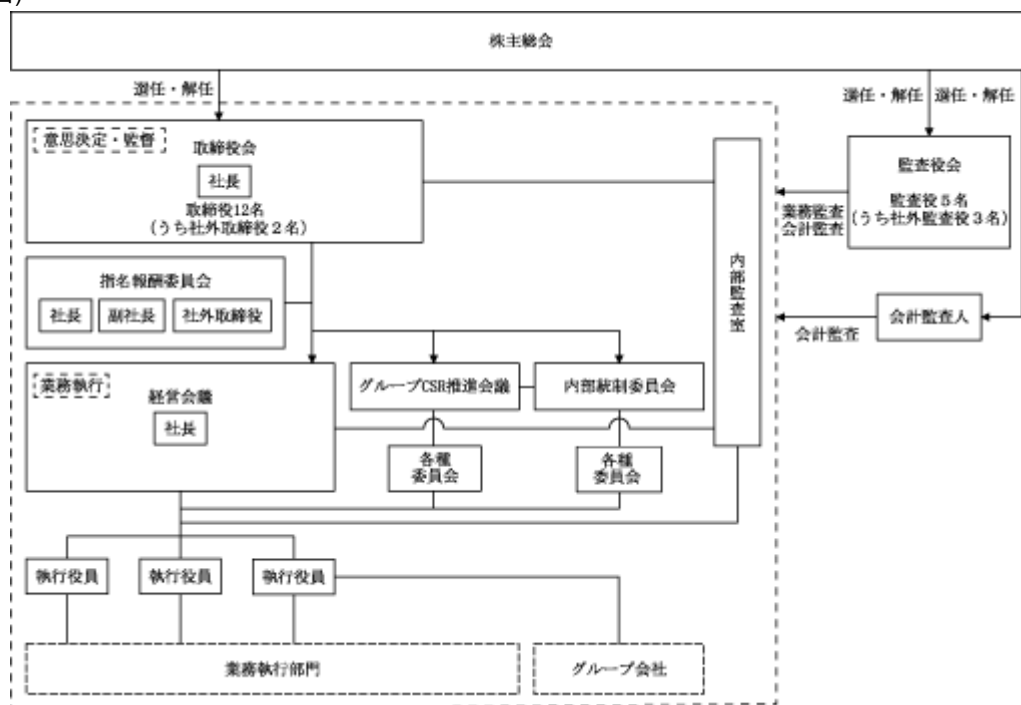 株主総会
選任・解任
選任・解任
選任・解任
意思決定・監督
取締役会
社長
取締役12名
(うち社外取締役2名)
監査役会
監査役5名
(うち社外監査役3名)
業務監査
会計監査
内部監査室
指名報酬委員会
社長
副社長
社外取締役
会計監査人
会計監査
業務執行
経営会議
社長
グループCSR推進会議
内部統制委員会
各種
委員会
各種
委員会
執行役員
執行役員
執行役員
業務執行部門
グループ会社